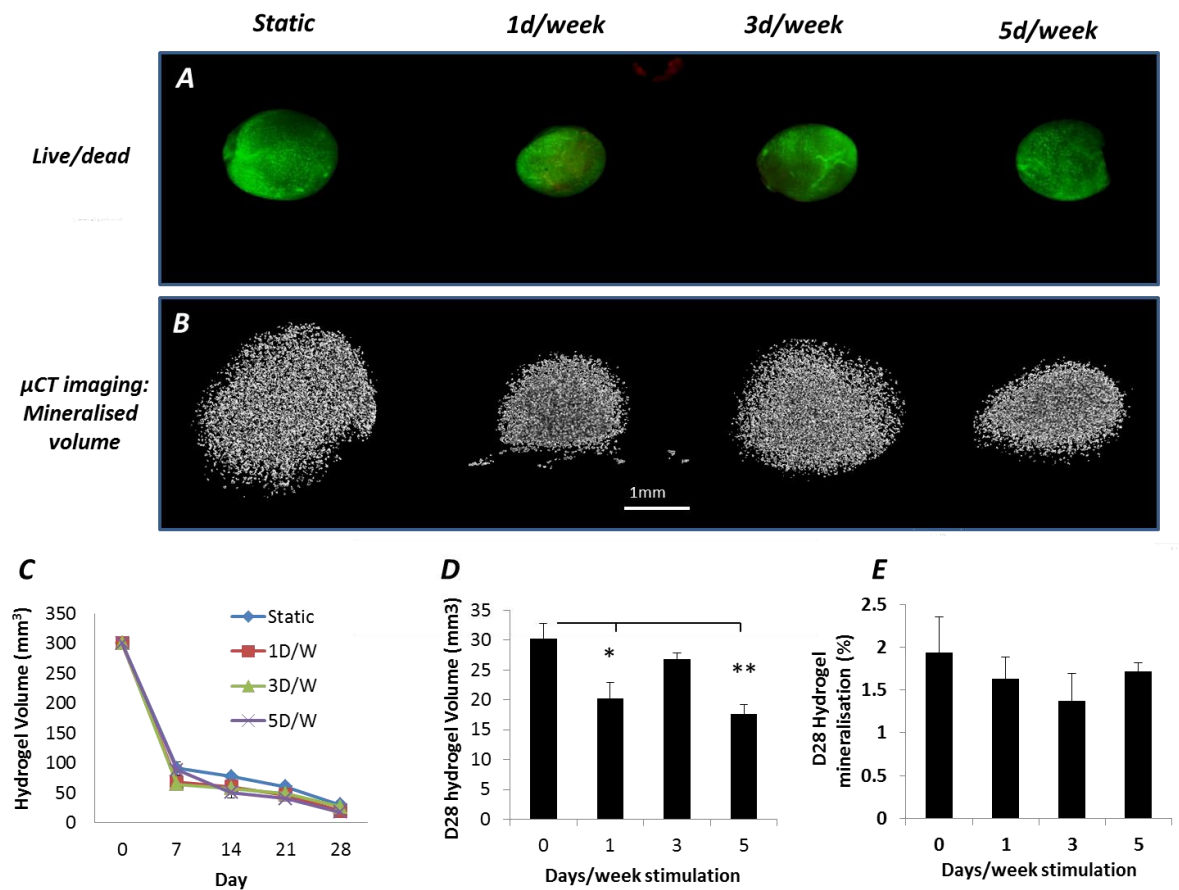 Static 1d/week 3d/week 5d/week
A
Live/dead
B
µCT imaging:
Mineralised
volume
1mm
C
Hydrogel Volume (mm³)
350
300
250
200
150
100
50
0
0 7 14 21 28
Day
Static
1D/W
3D/W
5D/W
D
D28 hydrogel Volume (mm3)
35
30
25
20
15
10
5
0
* **
0 1 3 5
Days/week stimulation
E
D28 Hydrogel
mineralisation (%)
2.5
2
1.5
1
0.5
0
0 1 3 5
Days/week stimulation